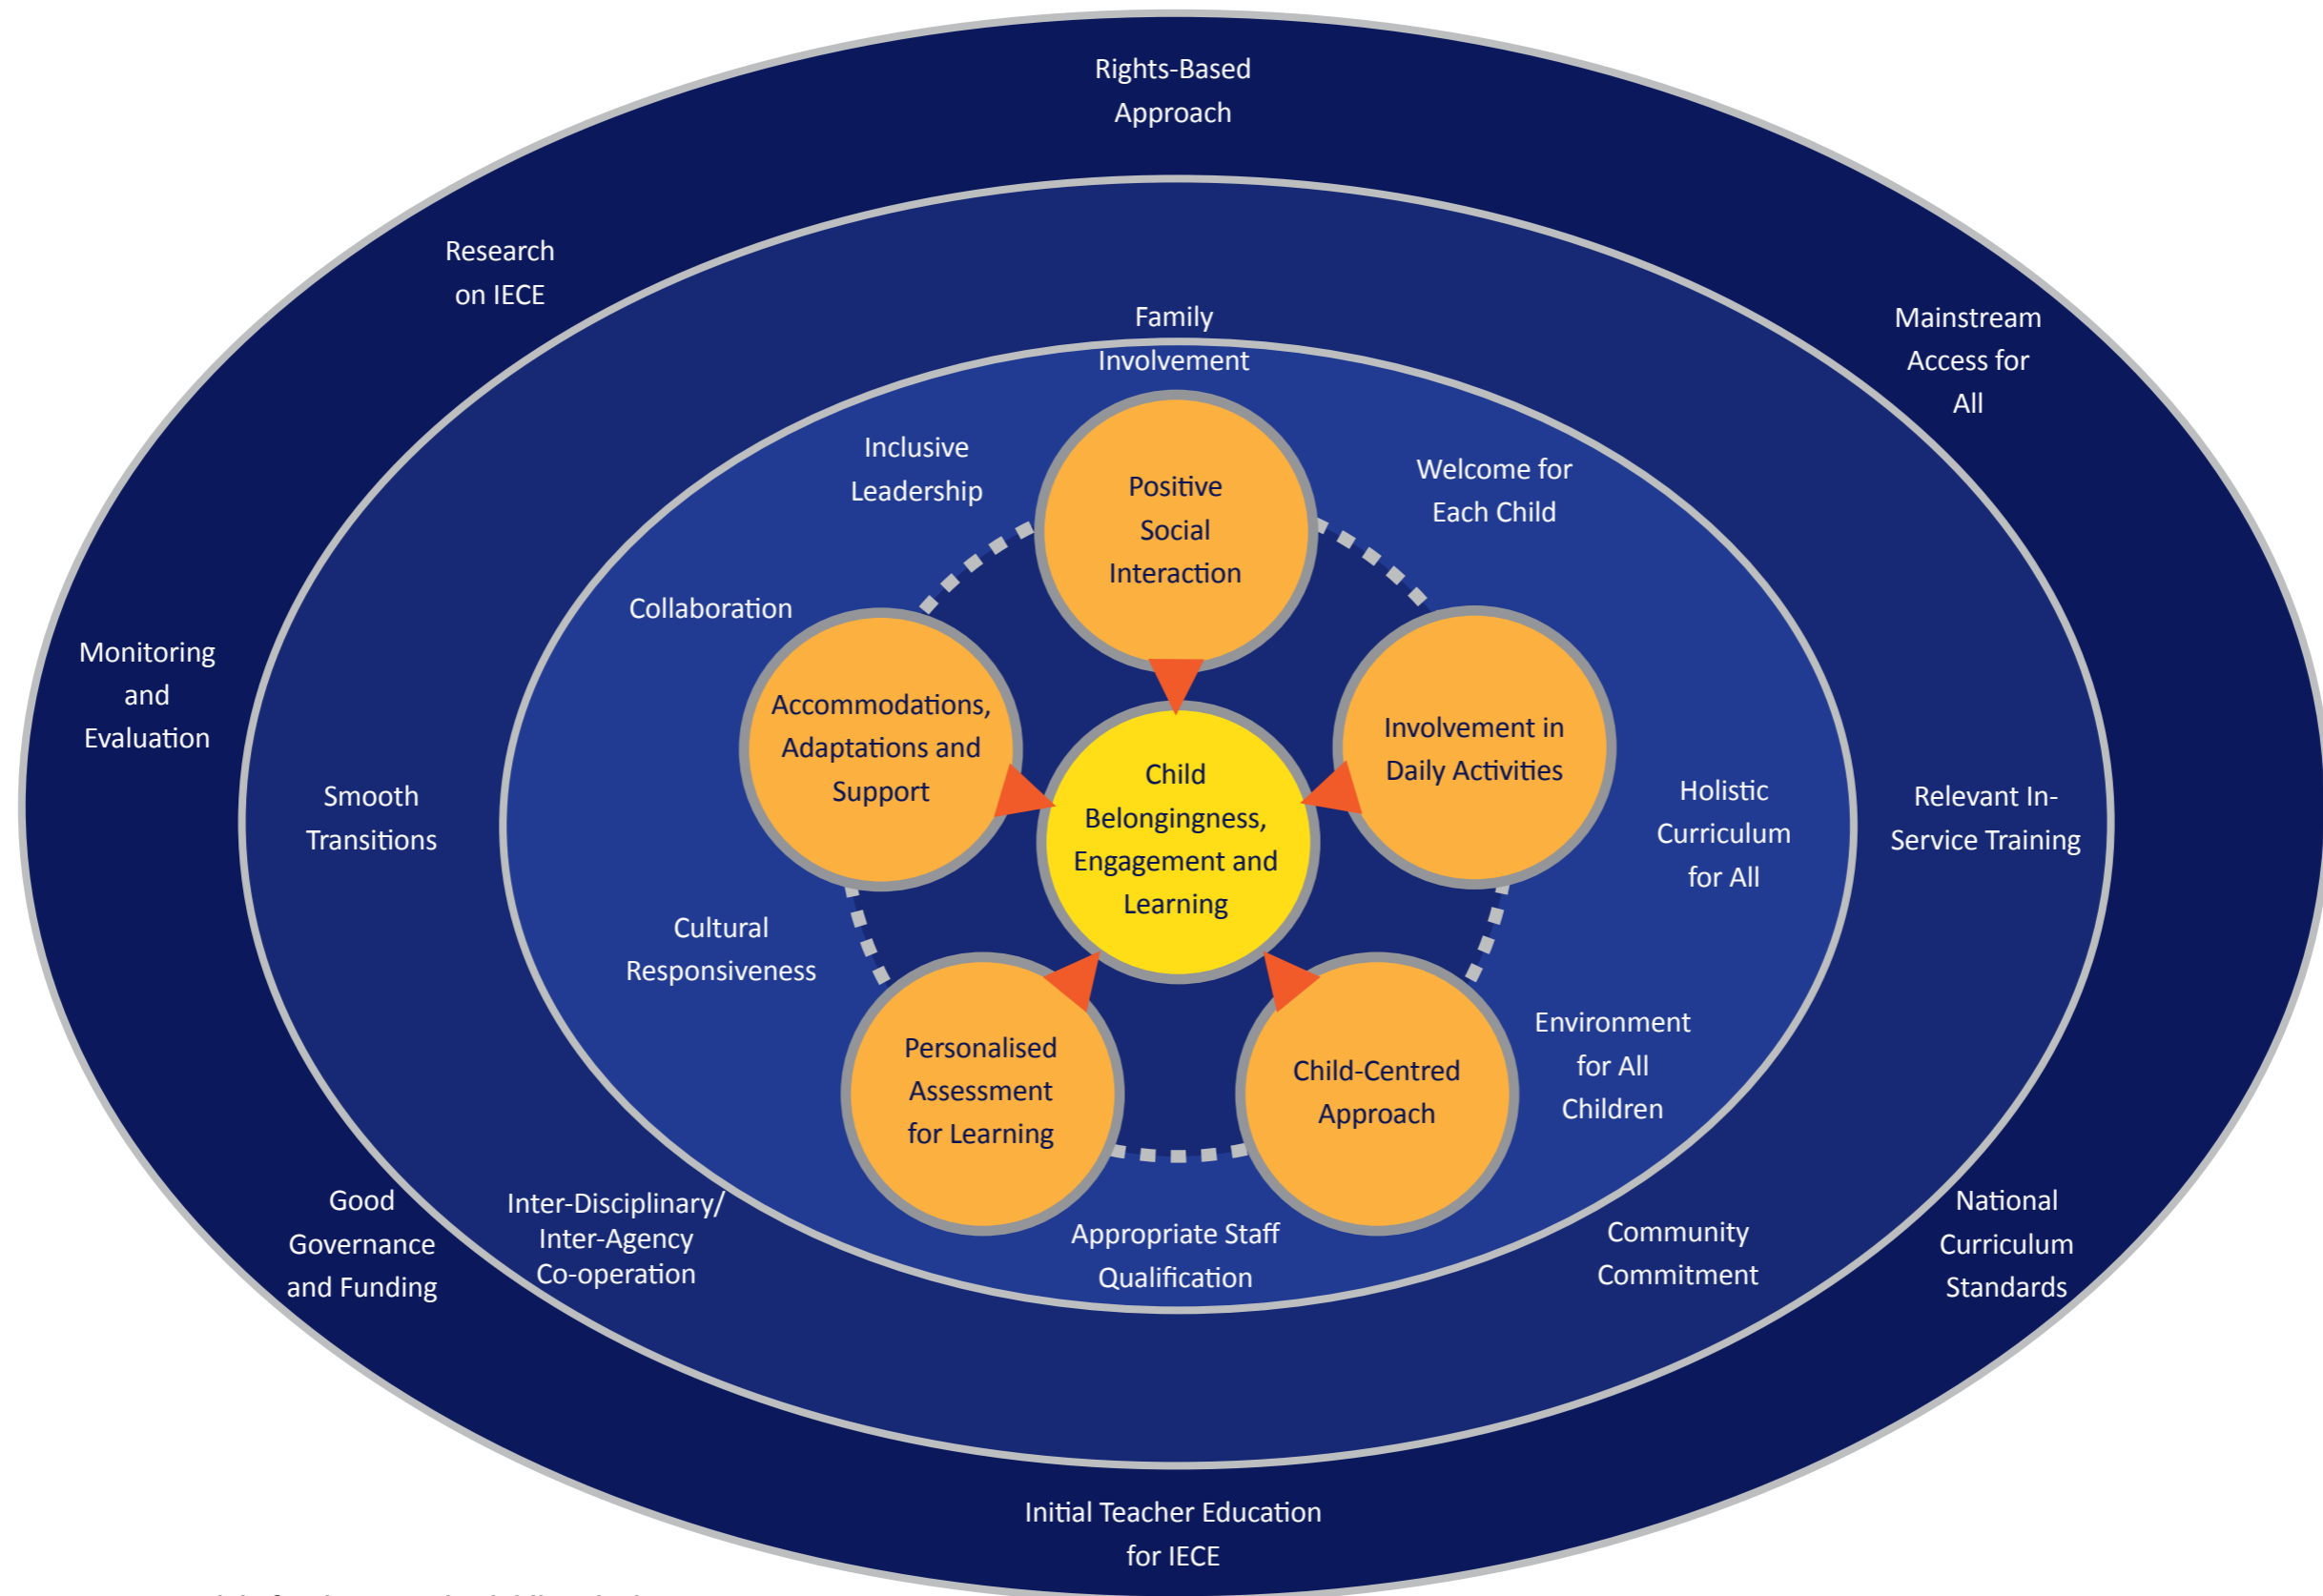 Rights-Based
Approach
Research
on IECE
Mainstream
Access for
All
Family
Involvement
Inclusive
Leadership
Welcome for
Each Child
Positive
Social
Interaction
Collaboration
Monitoring
and
Evaluation
Accommodations,
Adaptations and
Support
Involvement in
Daily Activities
Child
Belongingness,
Engagement and
Learning
Smooth
Transitions
Holistic
Curriculum
for All
Relevant In-
Service Training
Cultural
Responsiveness
Personalised
Assessment
for Learning
Child-Centred
Approach
Environment
for All
Children
Good
Governance
and Funding
Inter-Disciplinary/
Inter-Agency
Co-operation
Appropriate Staff
Qualification
Community
Commitment
National
Curriculum
Standards
Initial Teacher Education
for IECE